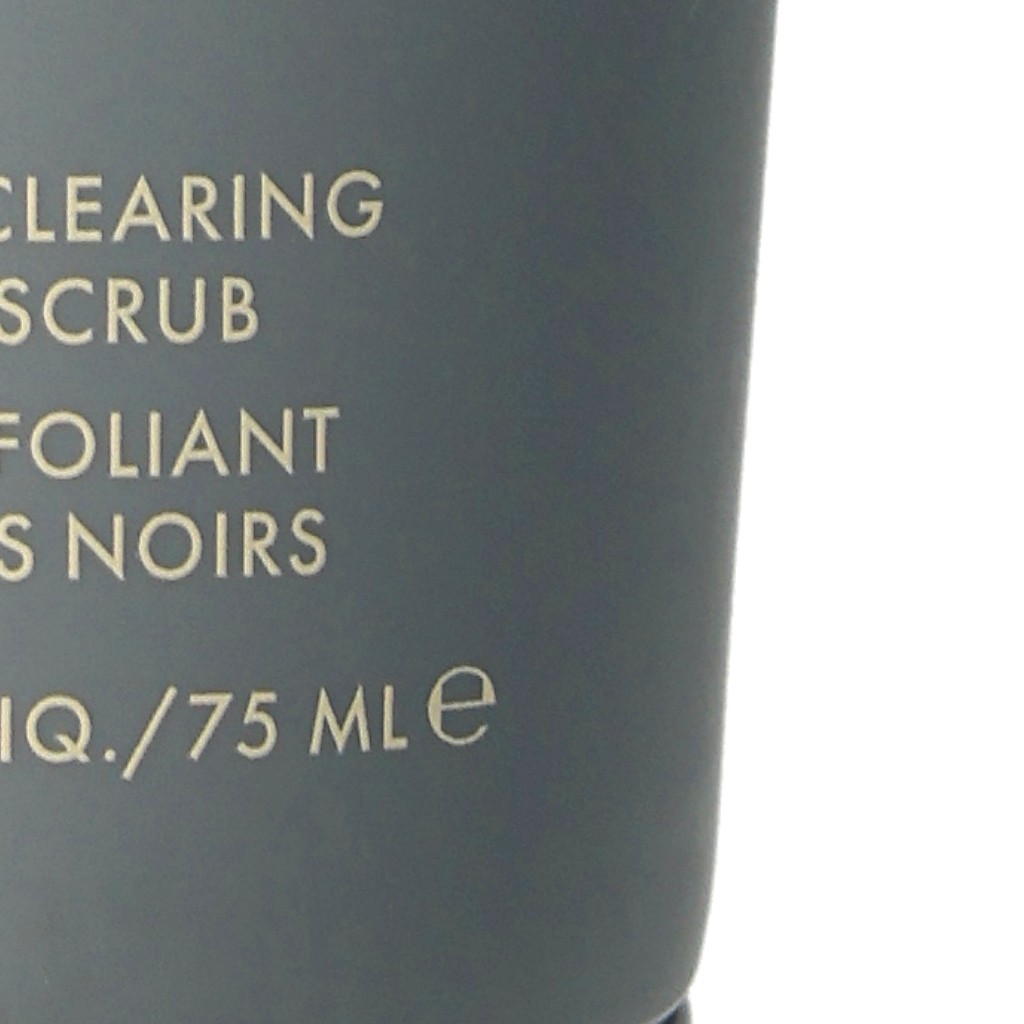 CLEARING
SCRUB
FOLIANT
S NOIRS
IQ./75 ML e